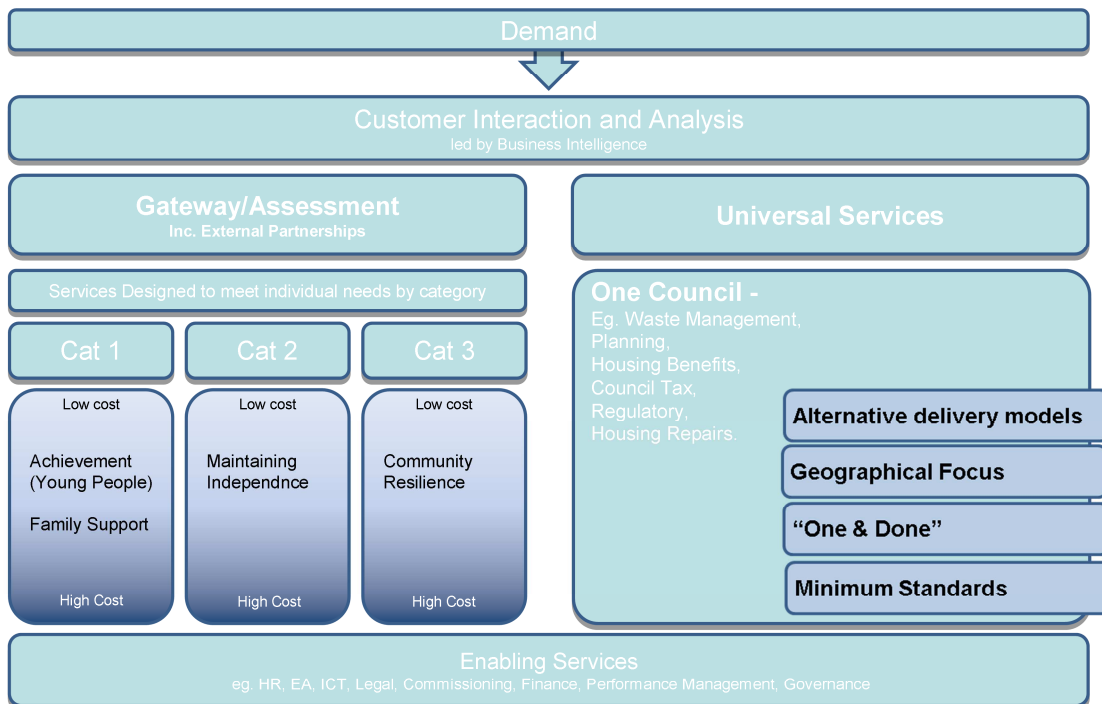 Demand
Customer Interaction and Analysis
led by Business Intelligence
Gateway/Assessment
Inc. External Partnerships
Services Designed to meet individual needs by category
Cat 1
Low cost
Achievement
(Young People)
Family Support
High Cost
Cat 2
Low cost
Maintaining
Independnce
High Cost
Cat 3
Low cost
Community
Resilience
High Cost
Universal Services
One Council -
Eg. Waste Management,
Planning,
Housing Benefits,
Council Tax,
Regulatory,
Housing Repairs.
Alternative delivery models
Geographical Focus
“One & Done”
Minimum Standards
Enabling Services
eg. HR, EA, ICT, Legal, Commissioning, Finance, Performance Management, Governance